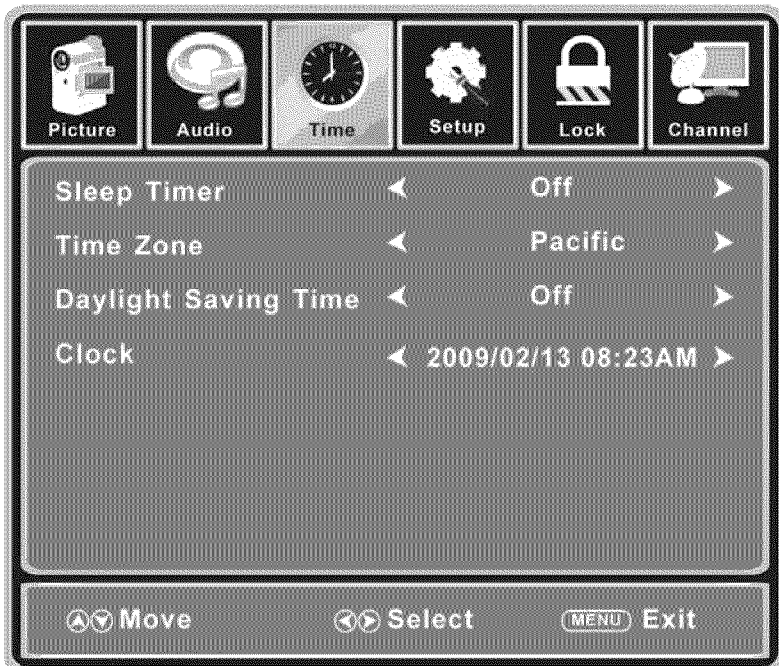 Picture Audio Time Setup Lock Channel
Sleep Timer Off
Time Zone Pacific
Daylight Saving Time Off
Clock 2009/02/13 08:23AM
Move Select MENU Exit